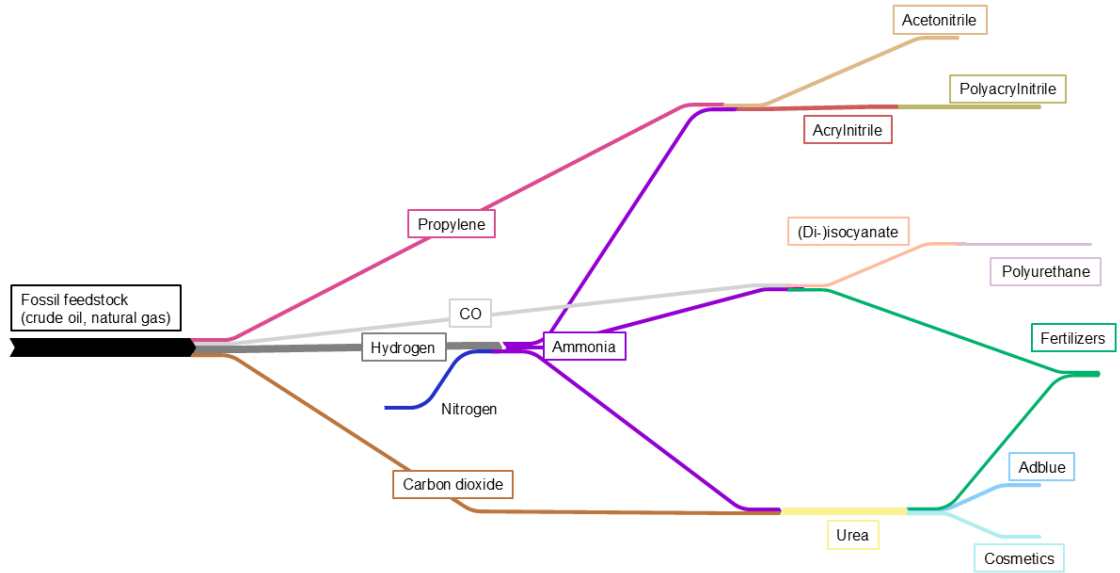 Acetonitrile
Polyacrylnitrile
Acrylnitrile
Propylene
(Di-)isocyanate
Polyurethane
Fossil feedstock
(crude oil, natural gas)
CO
Hydrogen
Ammonia
Fertilizers
Nitrogen
Carbon dioxide
Adblue
Urea
Cosmetics